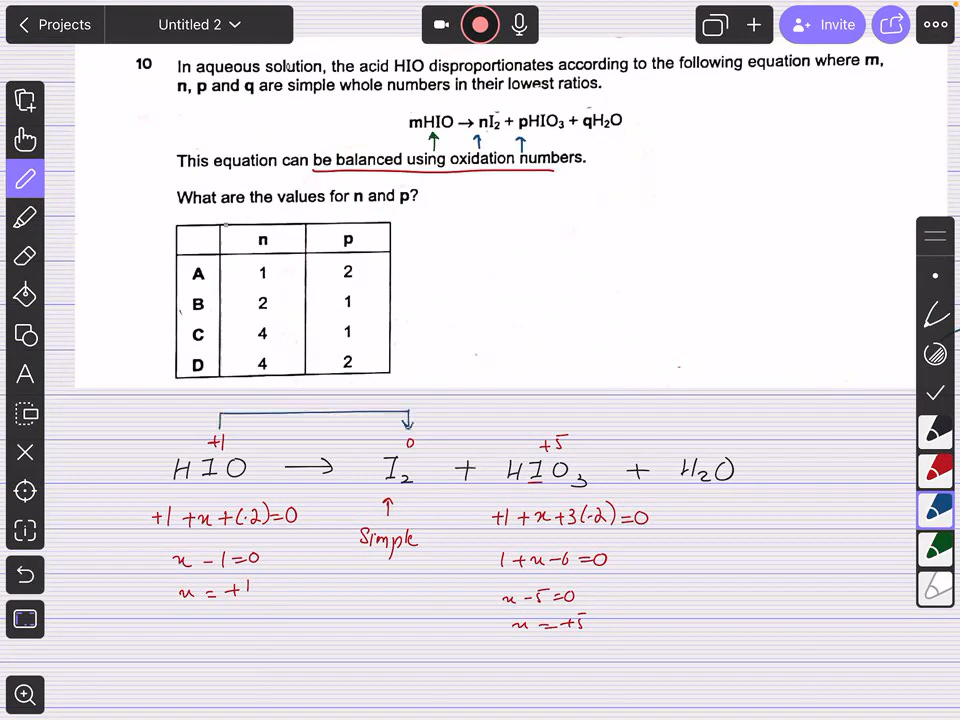 Projects
Untitled 2
Invite
10 In aqueous solution, the acid HIO disproportionates according to the following equation where m,
n, p and q are simple whole numbers in their lowest ratios.
mHIO → nI₂ + pHIO₃ + qH₂O
This equation can be balanced using oxidation numbers.
What are the values for n and p?
n p
A 1 2
B 2 1
C 4 1
D 4 2
+1 0 +5
HIO → I₂ + HIO₃ + H₂O
+1 + x + (-2) = 0 ↑ +1 + x + 3(-2) = 0
Simple
x - 1 = 0 1 + x - 6 = 0
x = +1 x - 5 = 0
x = +5